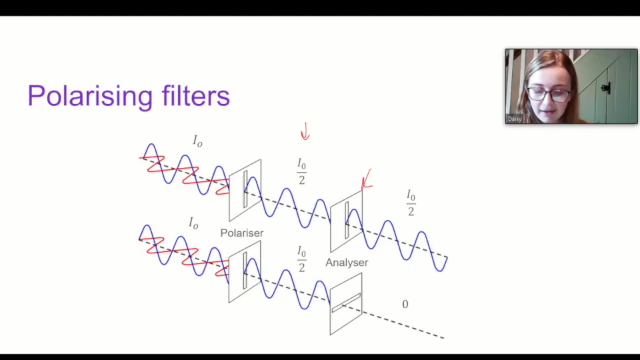 Polarising filters
I₀
I₀/2
I₀/2
Polariser
I₀
I₀/2
Analyser
0
Daisy